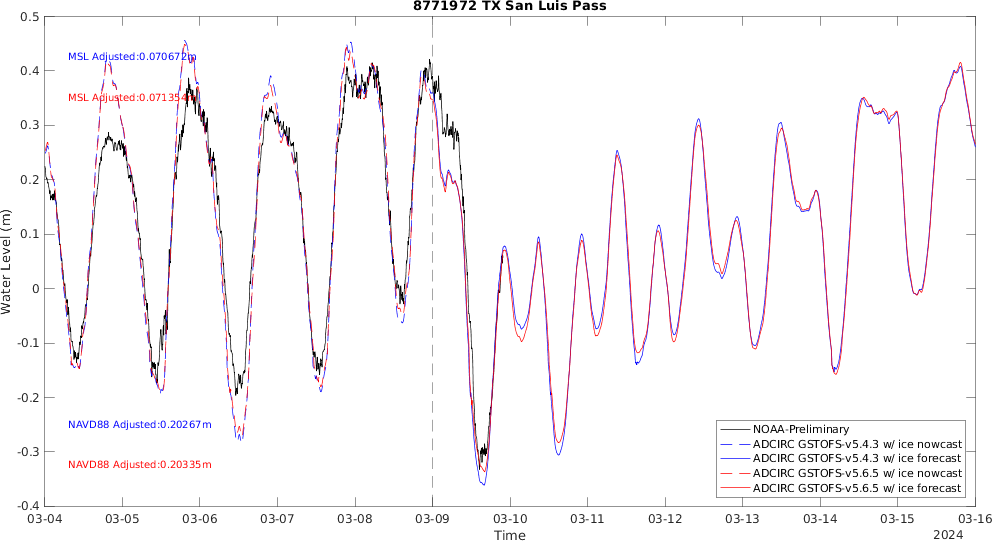 8771972 TX San Luis Pass
0.5
0.4
0.3
0.2
0.1
0
-0.1
-0.2
-0.3
-0.4
Water Level (m)
MSL Adjusted:0.070672m
MSL Adjusted:0.071354m
NAVD88 Adjusted:0.20267m
NAVD88 Adjusted:0.20335m
NOAA-Preliminary
ADCIRC GSTOFS-v5.4.3 w/ ice nowcast
ADCIRC GSTOFS-v5.4.3 w/ ice forecast
ADCIRC GSTOFS-v5.6.5 w/ ice nowcast
ADCIRC GSTOFS-v5.6.5 w/ ice forecast
03-04 03-05 03-06 03-07 03-08 03-09 03-10 03-11 03-12 03-13 03-14 03-15 03-16
Time
2024